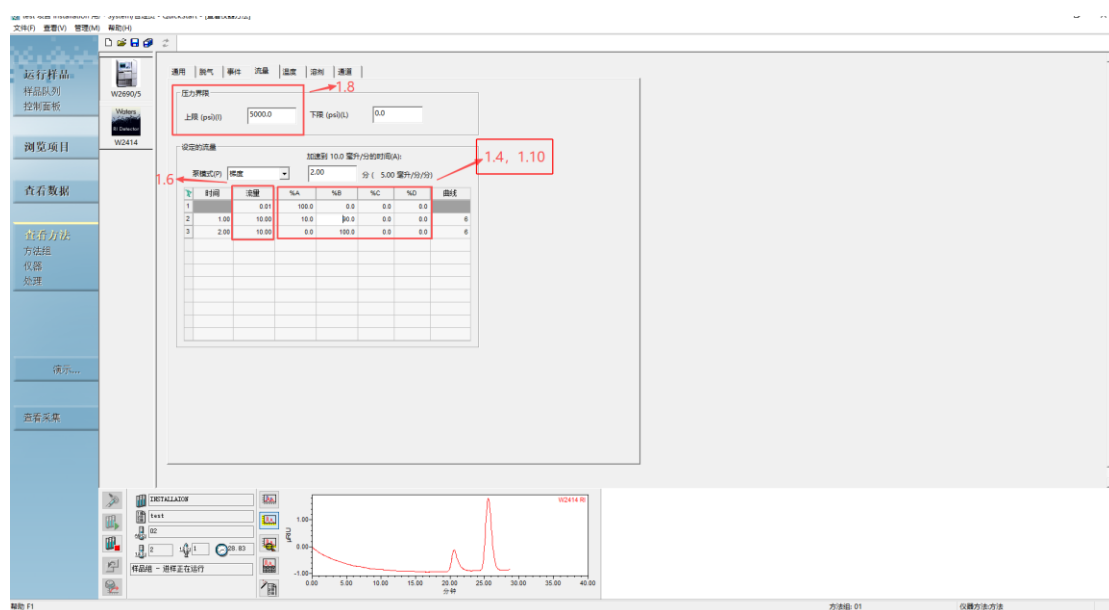 文件(F) 查看(V) 管理(M) 帮助(H)
运行样品
样品队列
控制面板
浏览项目
查看数据
查看方法
方法组
仪器
处理
演示...
查看采集
W2690/5
Waters
RI Detector
W2414
通用 脱气 事件 流量 温度 溶剂 通道
1.8
压力界限
上限 (psi)(I) 5000.0 下限 (psi)(L) 0.0
设定的流量
加速到 10.0 毫升/分的时间(A):
泵模式(P) 梯度 2.00 分 ( 5.00 毫升/分/分)
1.4，1.10
1.6
时间 流量 %A %B %C %D 曲线
1 0.01 100.0 0.0 0.0 0.0
2 1.00 10.00 10.0 90.0 0.0 0.0 6
3 2.00 10.00 0.0 100.0 0.0 0.0 6
INSTALLAION
test
02
2 1 28.83
样品组 - 进样正在运行
W2414 RI
μRIU
1.00
0.00
-1.00
0.00 5.00 10.00 15.00 20.00 25.00 30.00 35.00 40.00
分钟
帮助 F1
方法组: 01
仪器方法:方法